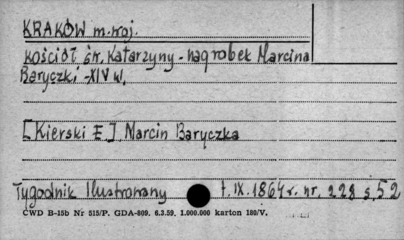 KRAKÓW m. woj.
kościół św. Katarzyny - nagrobek Marcina
Baryczki - XIV w.
[Kierski E.] Marcin Baryczka
Tygodnik Ilustrowany t. IX. 1864 r. nr. 228 s. 52
CWD B-15b Nr 515/P. GDA-809. 6.3.59. 1.000.000 karton 180/V.